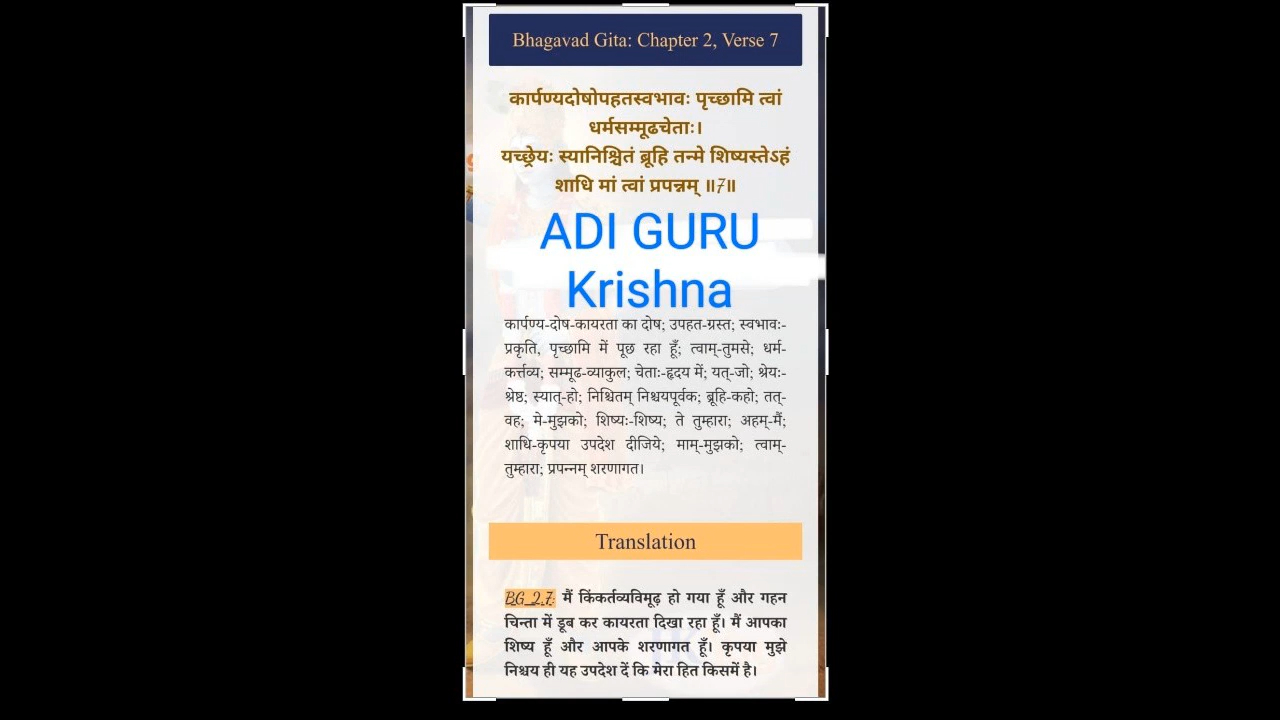 Bhagavad Gita: Chapter 2, Verse 7
कार्पण्यदोषोपहतस्वभावः पृच्छामि त्वां
धर्मसम्मूढचेताः।
यच्छ्रेयः स्यानिश्चितं ब्रूहि तन्मे शिष्यस्तेऽहं
शाधि मां त्वां प्रपन्नम् ॥7॥
ADI GURU
Krishna
कार्पण्य-दोष-कायरता का दोष; उपहत-ग्रस्त; स्वभावः-
प्रकृति, पृच्छामि में पूछ रहा हूँ; त्वाम्-तुमसे; धर्म-
कर्त्तव्य; सम्मूढ-व्याकुल; चेताः-हृदय में; यत्-जो; श्रेयः-
श्रेष्ठ; स्यात्-हो; निश्चितम् निश्चयपूर्वक; ब्रूहि-कहो; तत्-
वह; मे-मुझको; शिष्यः-शिष्य; ते तुम्हारा; अहम्-मैं;
शाधि-कृपया उपदेश दीजिये; माम्-मुझको; त्वाम्-
तुम्हारा; प्रपन्नम् शरणागत।
Translation
BG 2.7: मैं किंकर्तव्यविमूढ़ हो गया हूँ और गहन
चिन्ता में डूब कर कायरता दिखा रहा हूँ। मैं आपका
शिष्य हूँ और आपके शरणागत हूँ। कृपया मुझे
निश्चय ही यह उपदेश दें कि मेरा हित किसमें है।